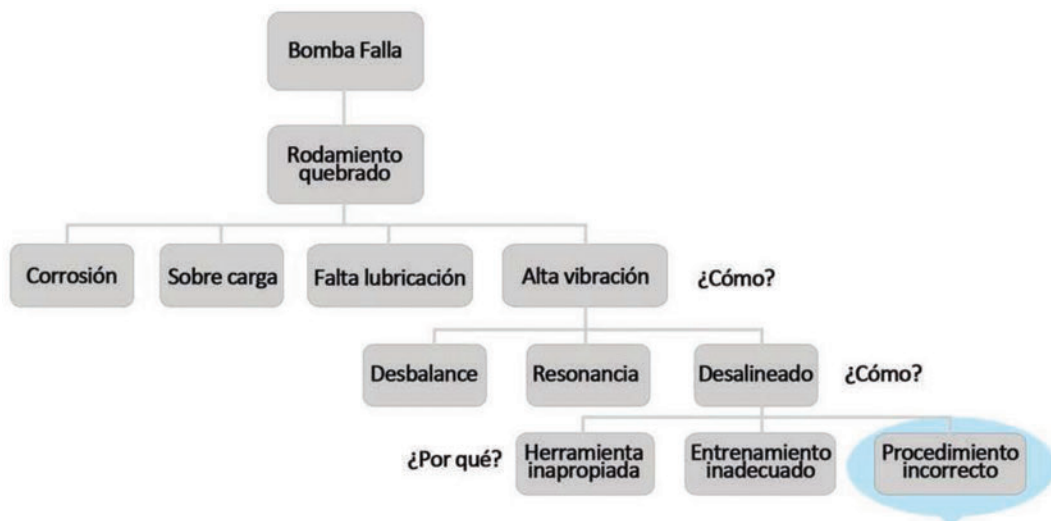 Bomba Falla
Rodamiento
quebrado
Corrosión
Sobre carga
Falta lubricación
Alta vibración
¿Cómo?
Desbalance
Resonancia
Desalineado
¿Cómo?
¿Por qué?
Herramienta
inapropiada
Entrenamiento
inadecuado
Procedimiento
incorrecto